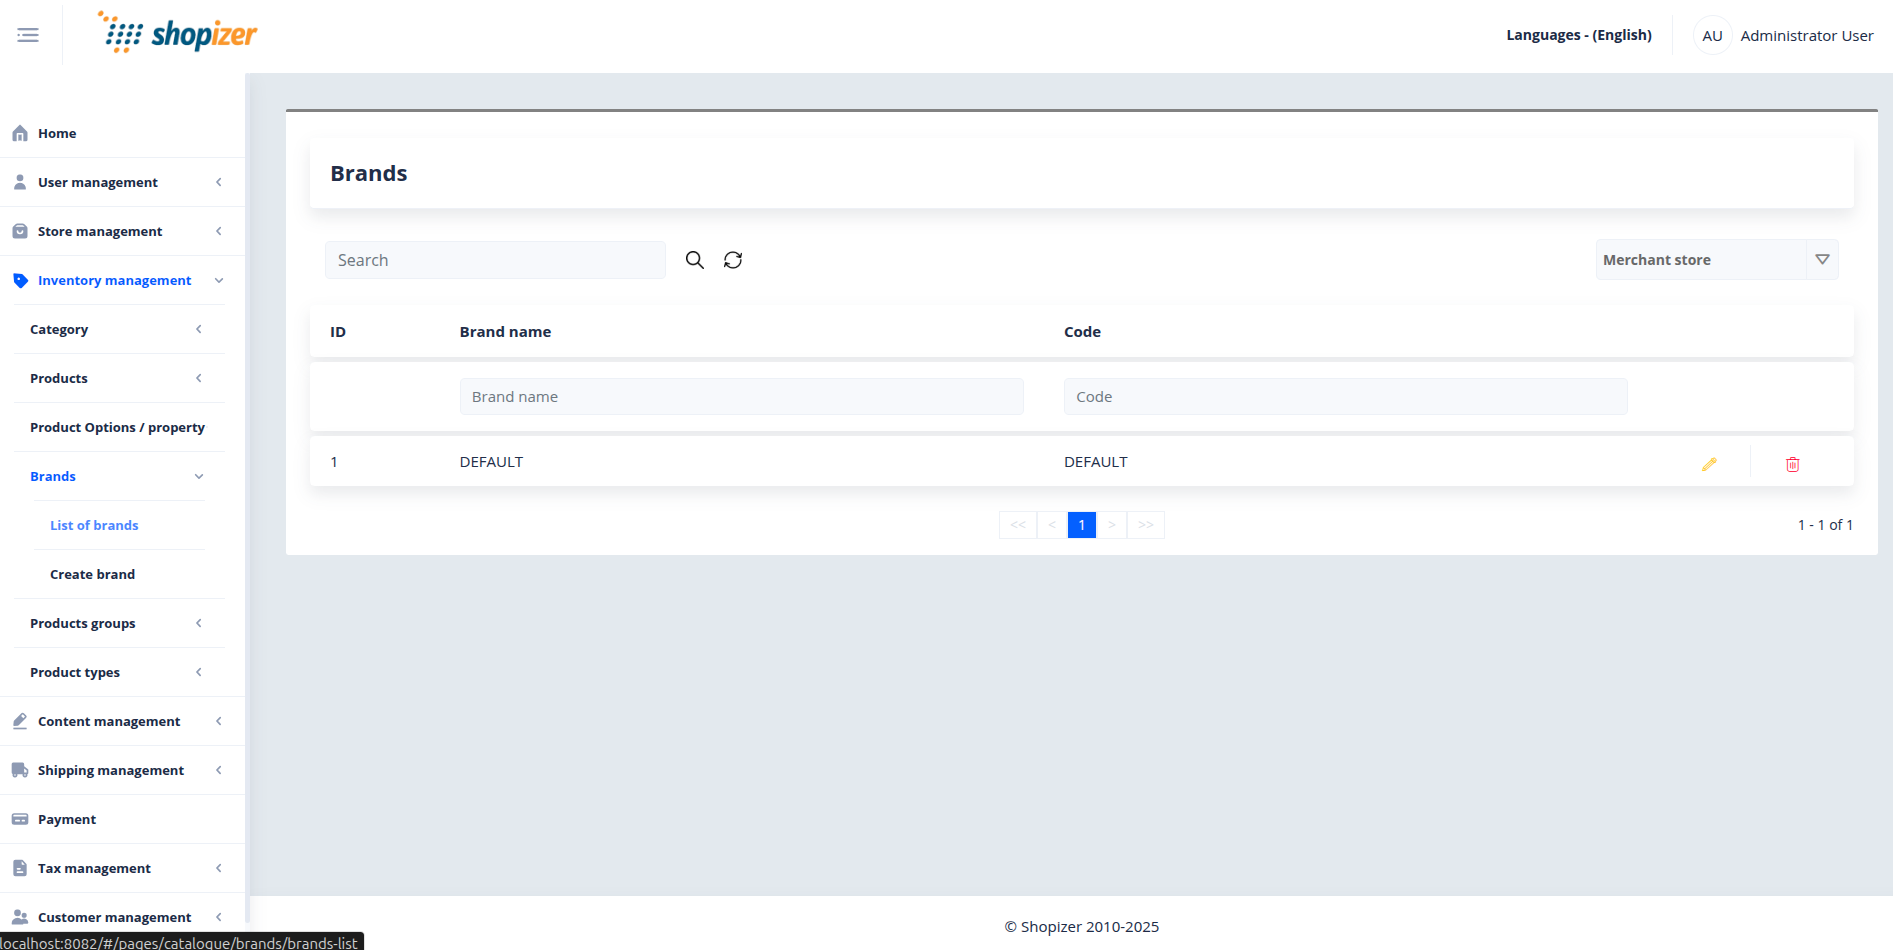 shopizer
Languages - (English)
AU
Administrator User
Home
User management
Store management
Inventory management
Category
Products
Product Options / property
Brands
List of brands
Create brand
Products groups
Product types
Content management
Shipping management
Payment
Tax management
Customer management
localhost:8082/#/pages/catalogue/brands/brands-list
Brands
Search
Merchant store
ID Brand name Code
Brand name Code
1 DEFAULT DEFAULT
<< < 1 > >>
1 - 1 of 1
© Shopizer 2010-2025